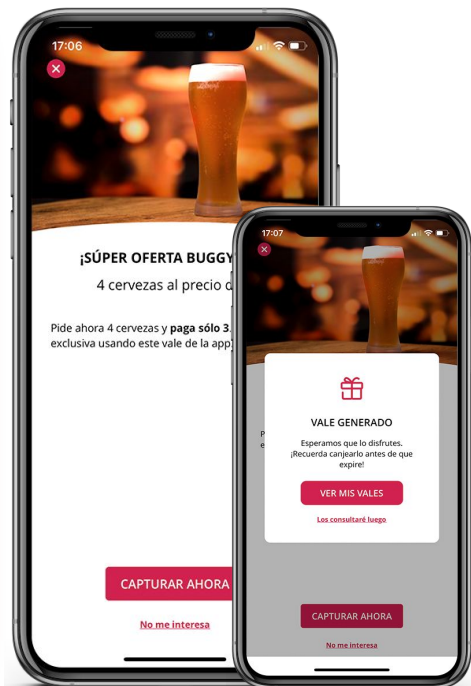 17:06
¡SÚPER OFERTA BUGGY
4 cervezas al precio d
Pide ahora 4 cervezas y paga sólo 3.
exclusiva usando este vale de la app
CAPTURAR AHORA
No me interesa
17:07
P
e
VALE GENERADO
Esperamos que lo disfrutes.
¡Recuerda canjearlo antes de que
expire!
VER MIS VALES
Los consultaré luego
CAPTURAR AHORA
No me interesa